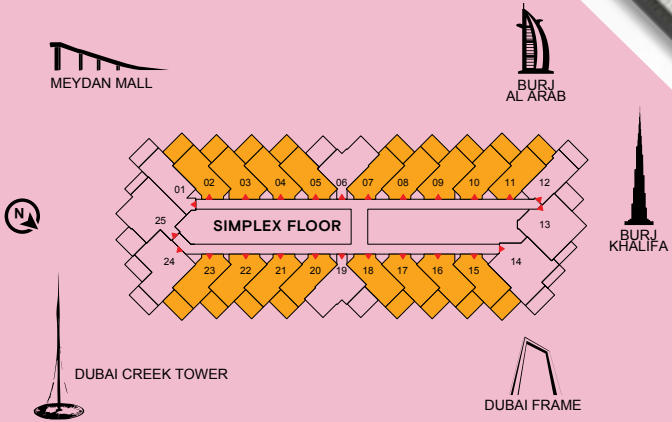 BURJ
AL ARAB
MEYDAN MALL
01
02
03
04
05
06
07
08
09
10
11
12
N
25
SIMPLEX FLOOR
13
BURJ
KHALIFA
24
23
22
21
20
19
18
17
16
15
14
DUBAI CREEK TOWER
DUBAI FRAME